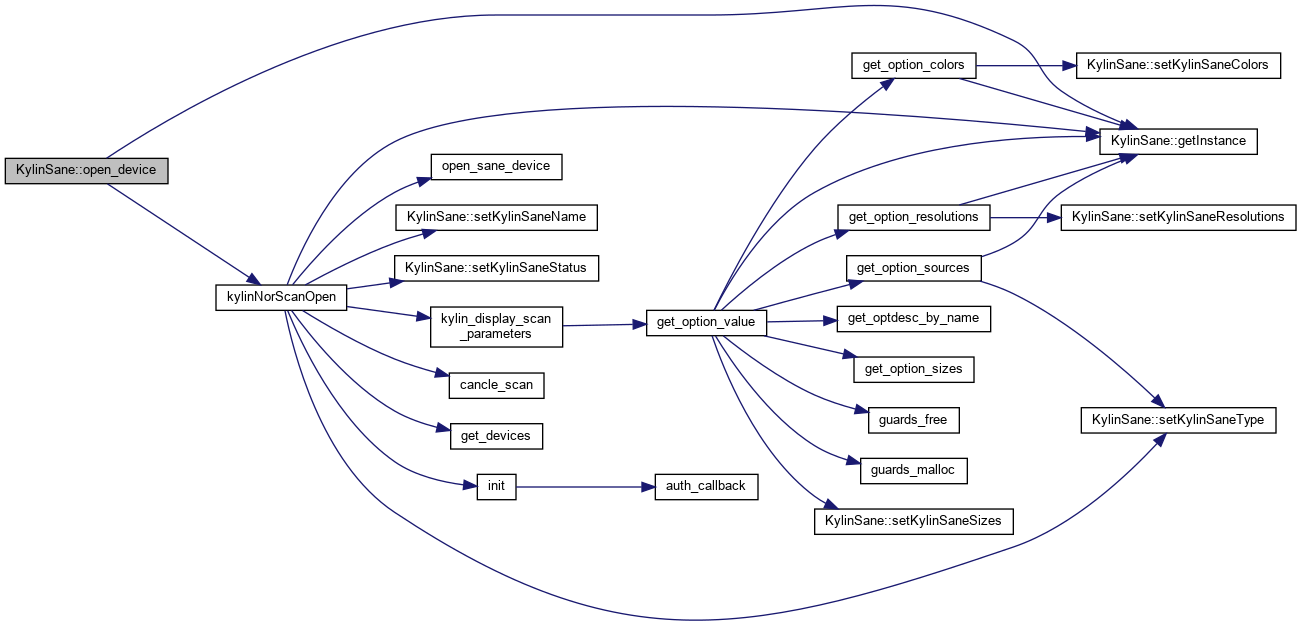 KylinSane::open_device
kylinNorScanOpen
open_sane_device
KylinSane::setKylinSaneName
KylinSane::setKylinSaneStatus
kylin_display_scan
_parameters
cancle_scan
get_devices
init
auth_callback
get_option_value
get_option_colors
get_option_resolutions
get_option_sources
get_optdesc_by_name
get_option_sizes
guards_free
guards_malloc
KylinSane::setKylinSaneSizes
KylinSane::setKylinSaneColors
KylinSane::getInstance
KylinSane::setKylinSaneResolutions
KylinSane::setKylinSaneType